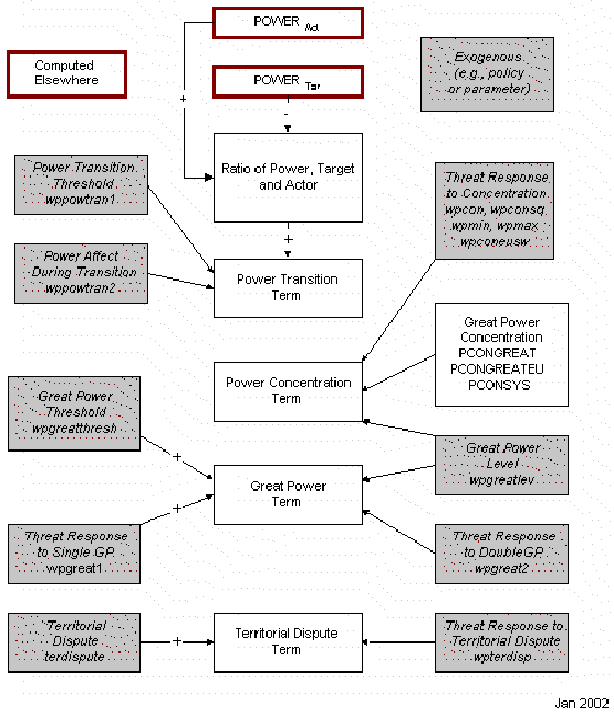 POWER Act
Computed
Elsewhere
POWER Tar
Exogenous
(e.g., policy
or parameter)
+
-
Ratio of Power, Target
and Actor
Power Transition
Threshold
wppowtran1
Threat Response
to Concentration
wpcon, wpconsq
wpmin, wpmax
wpconeusw
+
Power Affect
During Transition
wppowtran2
Power Transition
Term
Great Power
Concentration
PCONGREAT
PCONGREATEU
PCONSYS
Power Concentration
Term
Great Power
Threshold
wpgreatthresh
+
Great Power
Level
wpgreatlev
Great Power
Term
+
Threat Response
to Single GP
wpgreat1
Threat Response
to DoubleGP
wpgreat2
Territorial
Dispute
terdispute
+
Territorial Dispute
Term
Threat Response to
Territorial Dispute
wpterdisp
Jan 2002